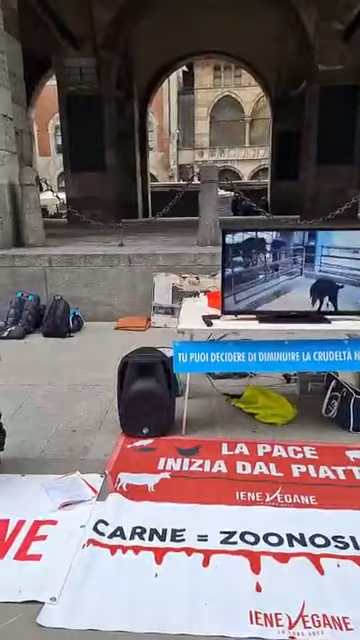 TU PUOI DECIDERE DI DIMINUIRE LA CRUDELTÀ
LA PACE
INIZIA DAL PIATT
IENE VEGANE
NE
CARNE = ZOONOSI
IENE VEGANE